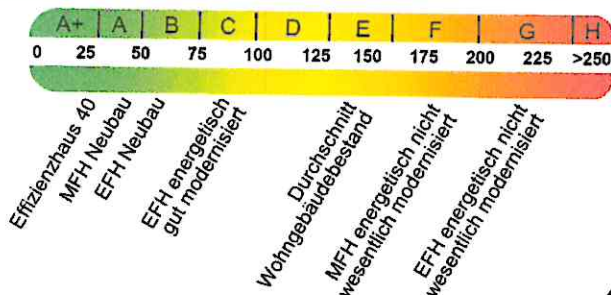 A+ A B C D E F G H
0 25 50 75 100 125 150 175 200 225 >250
Effizienzhaus 40
MFH Neubau
EFH Neubau
EFH energetisch
gut modernisiert
Durchschnitt
Wohngebäudebestand
MFH energetisch nicht
wesentlich modernisiert
EFH energetisch nicht
wesentlich modernisiert